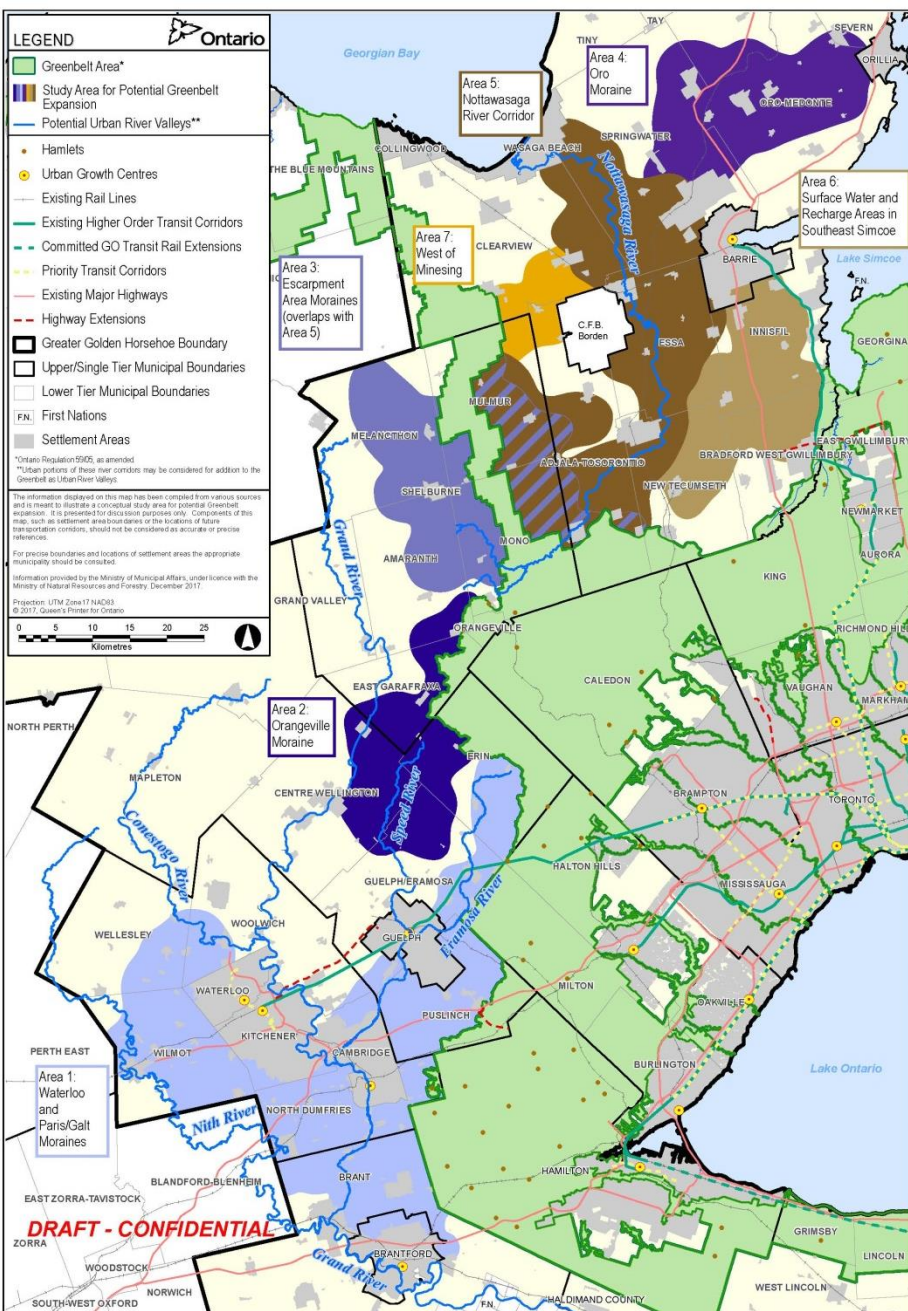 LEGEND
Ontario
Greenbelt Area*
Study Area for Potential Greenbelt
Expansion
Potential Urban River Valleys**
Hamlets
Urban Growth Centres
Existing Rail Lines
Existing Higher Order Transit Corridors
Committed GO Transit Rail Extensions
Priority Transit Corridors
Existing Major Highways
Highway Extensions
Greater Golden Horsehoe Boundary
Upper/Single Tier Municipal Boundaries
Lower Tier Municipal Boundaries
F.N. First Nations
Settlement Areas
*Ontario Regulation 59/05, as amended
**Urban portions of these river corridors may be considered for addition to the
Greenbelt as Urban River Valleys.
The information displayed on this map has been compiled from various sources
and is meant to illustrate a conceptual study area for potential Greenbelt
expansion. It is presented for discussion purposes only. Components of this
map, such as settlement area boundaries or the locations of future
transportation corridors, should not be considered as accurate or precise
references.
For precise boundaries and locations of settlement areas the appropriate
municipality should be consulted.
Information provided by the Ministry of Municipal Affairs, under licence with the
Ministry of Natural Resources and Forestry, December 2017.
Projection: UTM Zone 17 NAD83
© 2017, Queen's Printer for Ontario
0 5 10 15 20 25
Kilometres
Georgian Bay
TAY
TINY
SEVERN
ORILLIA
Area 4:
Oro
Moraine
ORO-MEDONTE
Area 5:
Nottawasaga
River Corridor
SPRINGWATER
WASAGA BEACH
COLLINGWOOD
THE BLUE MOUNTAINS
Nottawasaga River
Area 6:
Surface Water and
Recharge Areas in
Southeast Simcoe
CLEARVIEW
Area 7:
West of
Minesing
BARRIE
Lake Simcoe
F.N.
Area 3:
Escarpment
Area Moraines
(overlaps with
Area 5)
C.F.B.
Borden
ESSA
INNISFIL
GEORGINA
MULMUR
MELANCTHON
ADJALA-TOSORONTIO
BRADFORD WEST GWILLIMBURY
EAST GWILLIMBURY
SHELBURNE
NEW TECUMSETH
NEWMARKET
Grand River
MONO
AURORA
AMARANTH
KING
GRAND VALLEY
ORANGEVILLE
RICHMOND HILL
EAST GARAFRAXA
CALEDON
VAUGHAN
MARKHAM
Area 2:
Orangeville
Moraine
NORTH PERTH
ERIN
MAPLETON
CENTRE WELLINGTON
Speed River
BRAMPTON
TORONTO
Conestogo
River
HALTON HILLS
MISSISSAUGA
GUELPH/ERAMOSA
Eramosa River
WOOLWICH
WELLESLEY
GUELPH
WATERLOO
MILTON
OAKVILLE
PUSLINCH
KITCHENER
PERTH EAST
WILMOT
CAMBRIDGE
BURLINGTON
Lake Ontario
Area 1:
Waterloo
and
Paris/Galt
Moraines
NORTH DUMFRIES
Nith River
HAMILTON
BRANT
BLANDFORD-BLENHEIM
EAST ZORRA-TAVISTOCK
DRAFT - CONFIDENTIAL
ZORRA
GRIMSBY
LINCOLN
BRANTFORD
WOODSTOCK
Grand River
WEST LINCOLN
NORWICH
HALDIMAND COUNTY
SOUTH-WEST OXFORD
F.N.